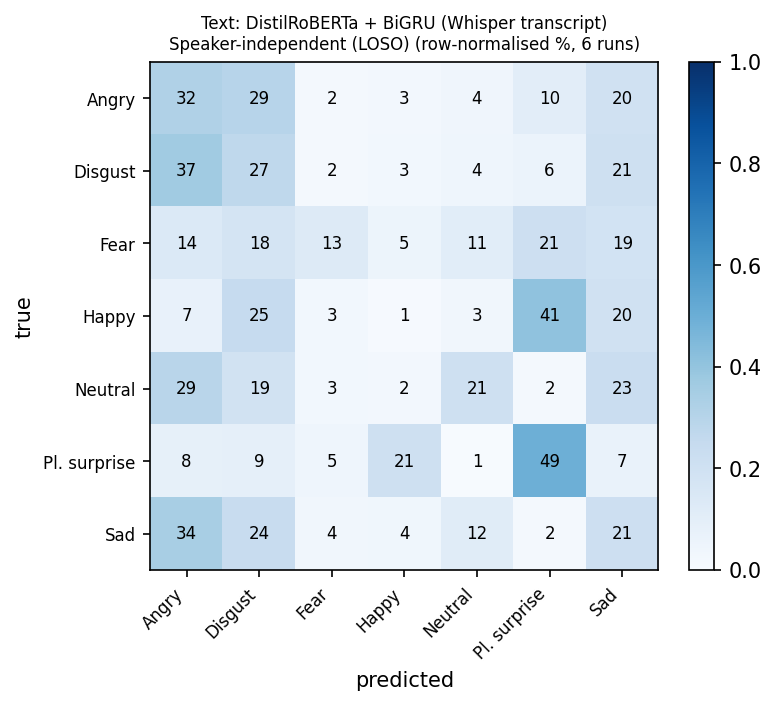 Text: DistilRoBERTa + BiGRU (Whisper transcript)
Speaker-independent (LOSO) (row-normalised %, 6 runs)
true
Angry 32 29 2 3 4 10 20
Disgust 37 27 2 3 4 6 21
Fear 14 18 13 5 11 21 19
Happy 7 25 3 1 3 41 20
Neutral 29 19 3 2 21 2 23
Pl. surprise 8 9 5 21 1 49 7
Sad 34 24 4 4 12 2 21
Angry Disgust Fear Happy Neutral Pl. surprise Sad
predicted
1.0
0.8
0.6
0.4
0.2
0.0